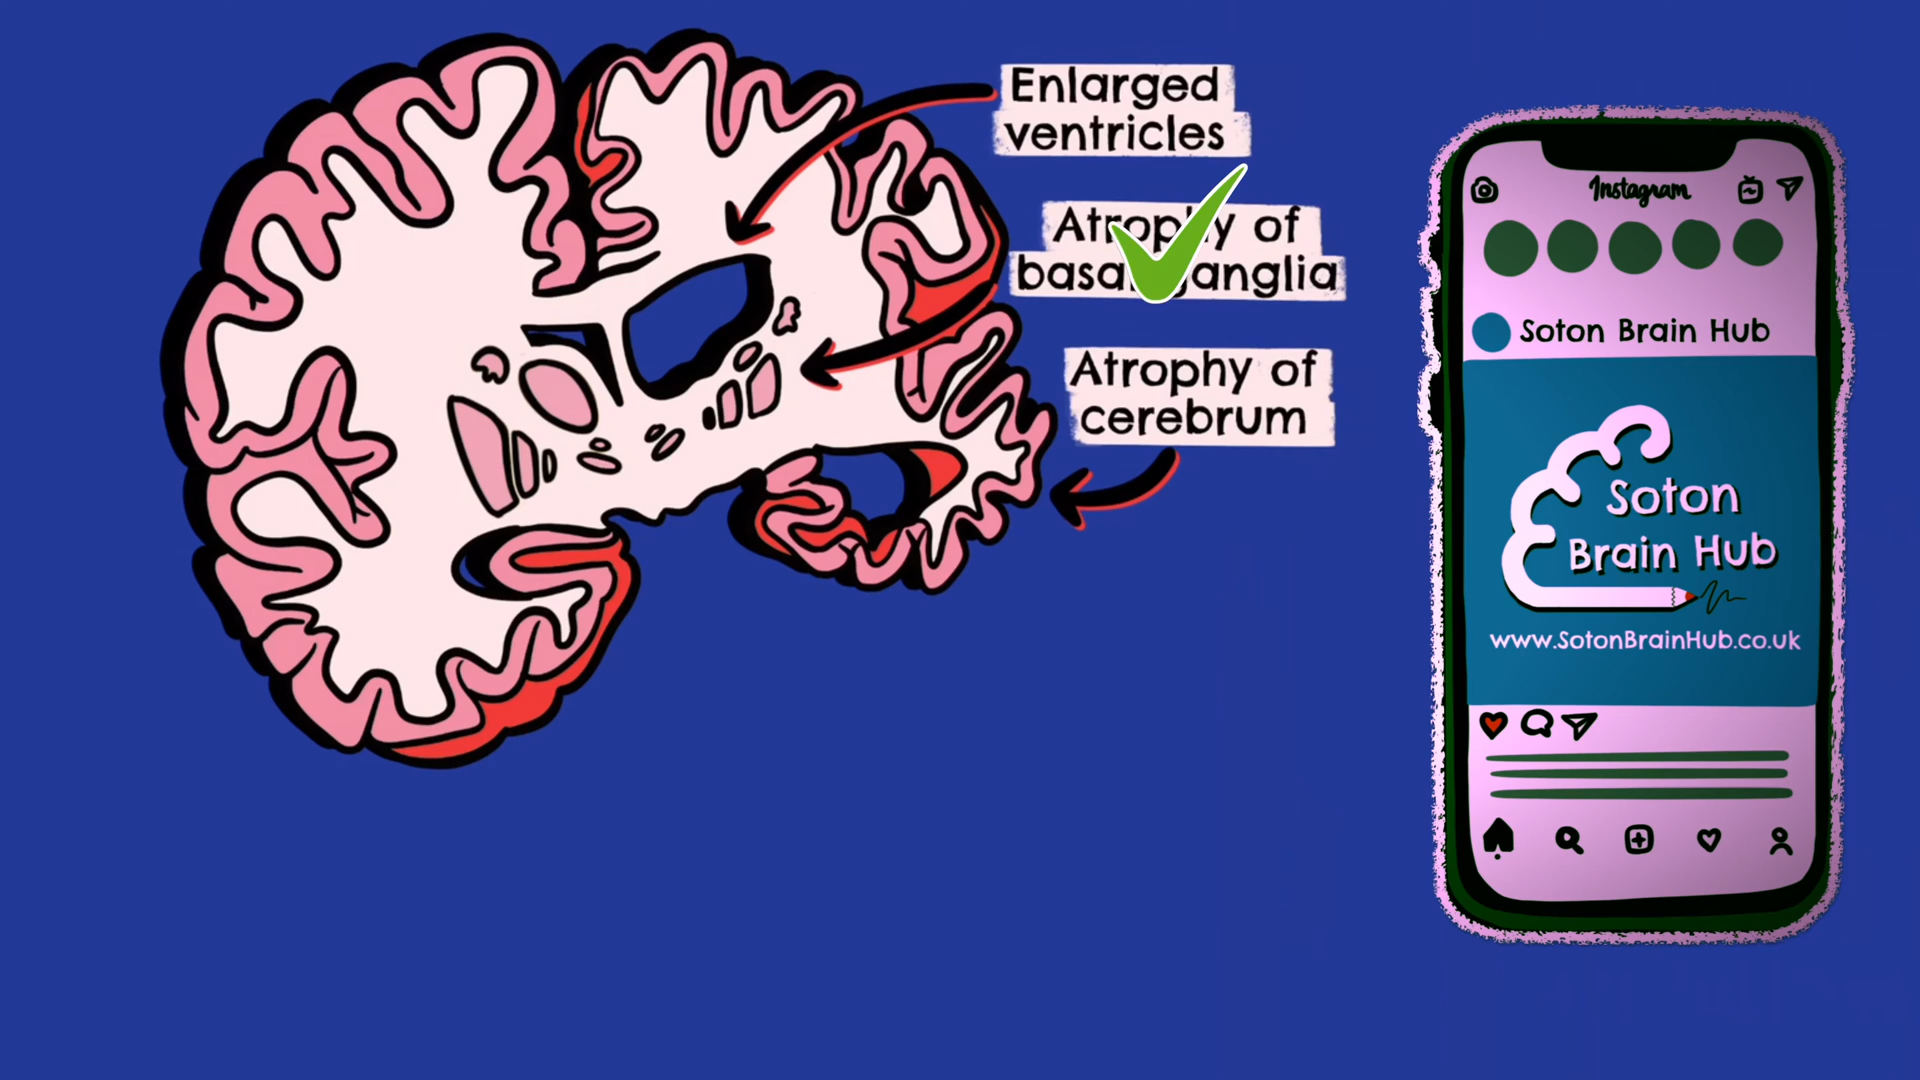 Enlarged
ventricles
Atrophy of
basal ganglia
Atrophy of
cerebrum
Instagram
Soton Brain Hub
Soton
Brain Hub
www.SotonBrainHub.co.uk